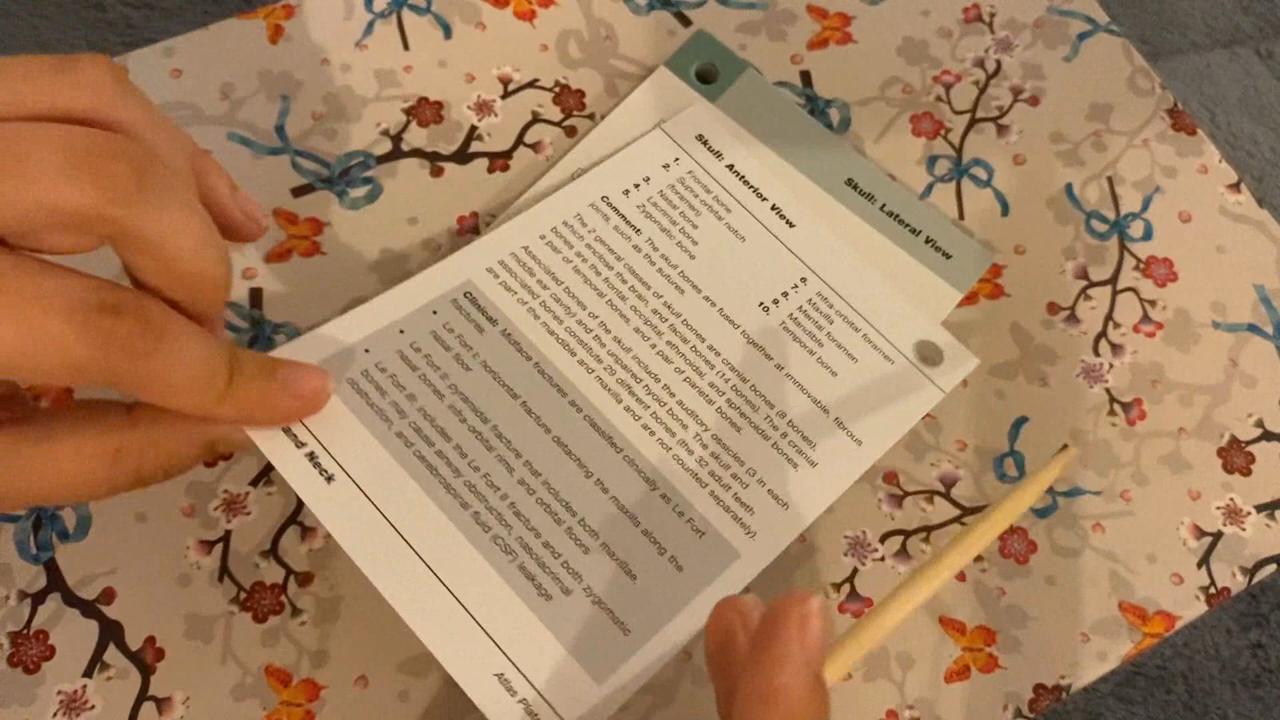 Skull: Lateral View
Skull: Anterior View
1. Frontal bone
2. Supra-orbital notch
(foramen)
3. Nasal bone
4. Lacrimal bone
5. Zygomatic bone
6. Infra-orbital foramen
7. Maxilla
8. Mental foramen
9. Mandible
10. Temporal bone
Comment: The skull bones are fused together at immovable, fibrous
joints, such as the sutures.
The 2 general classes of skull bones are cranial bones (8 bones),
which enclose the brain, and facial bones (14 bones). The 8 cranial
bones are the frontal, occipital, ethmoidal, and sphenoidal bones;
a pair of temporal bones; and a pair of parietal bones.
Associated bones of the skull include the auditory ossicles (3 in each
middle ear cavity) and the unpaired hyoid bone. The skull and
associated bones constitute 29 different bones (the 32 adult teeth
are part of the mandible and maxilla and are not counted separately).
Clinical: Midface fractures are classified clinically as Le Fort
fractures:
• Le Fort I: horizontal fracture detaching the maxilla along the
nasal floor
• Le Fort II: pyramidal fracture that includes both maxillae,
nasal bones, infra-orbital rims, and orbital floors
• Le Fort III: includes the Le Fort II fracture and both zygomatic
bones; may cause airway obstruction, nasolacrimal
obstruction, and cerebrospinal fluid (CSF) leakage
and Neck
Atlas